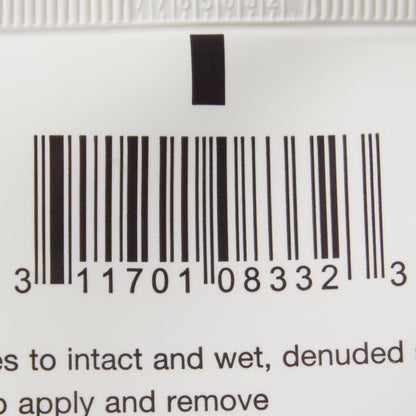 3 11701 08332 3
es to intact and wet, denuded
o apply and remove